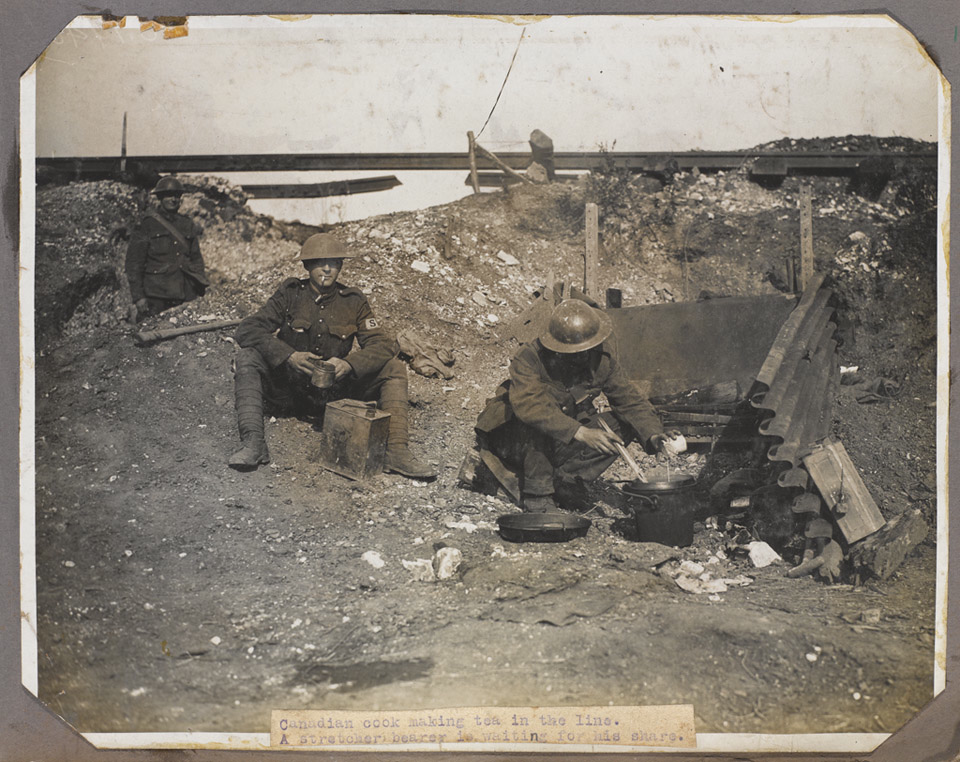 Canadian cook making tea in the line.
A stretcher bearer is waiting for his share.
S